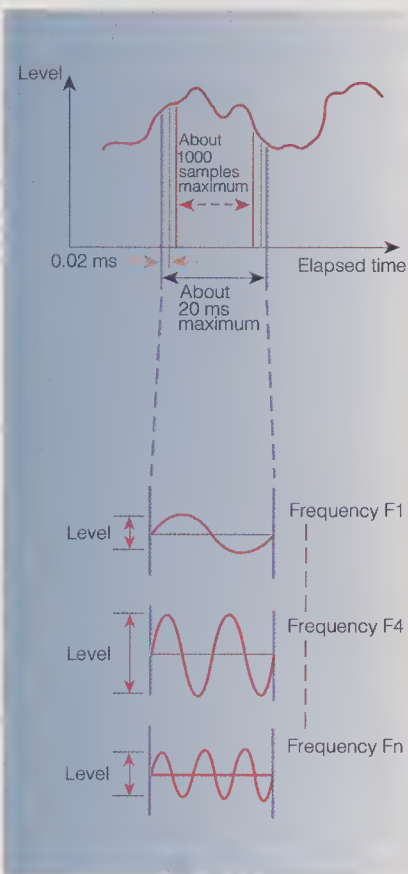 Level
About
1000
samples
maximum
0.02 ms
Elapsed time
About
20 ms
maximum
Frequency F1
Level
Frequency F4
Level
Frequency Fn
Level